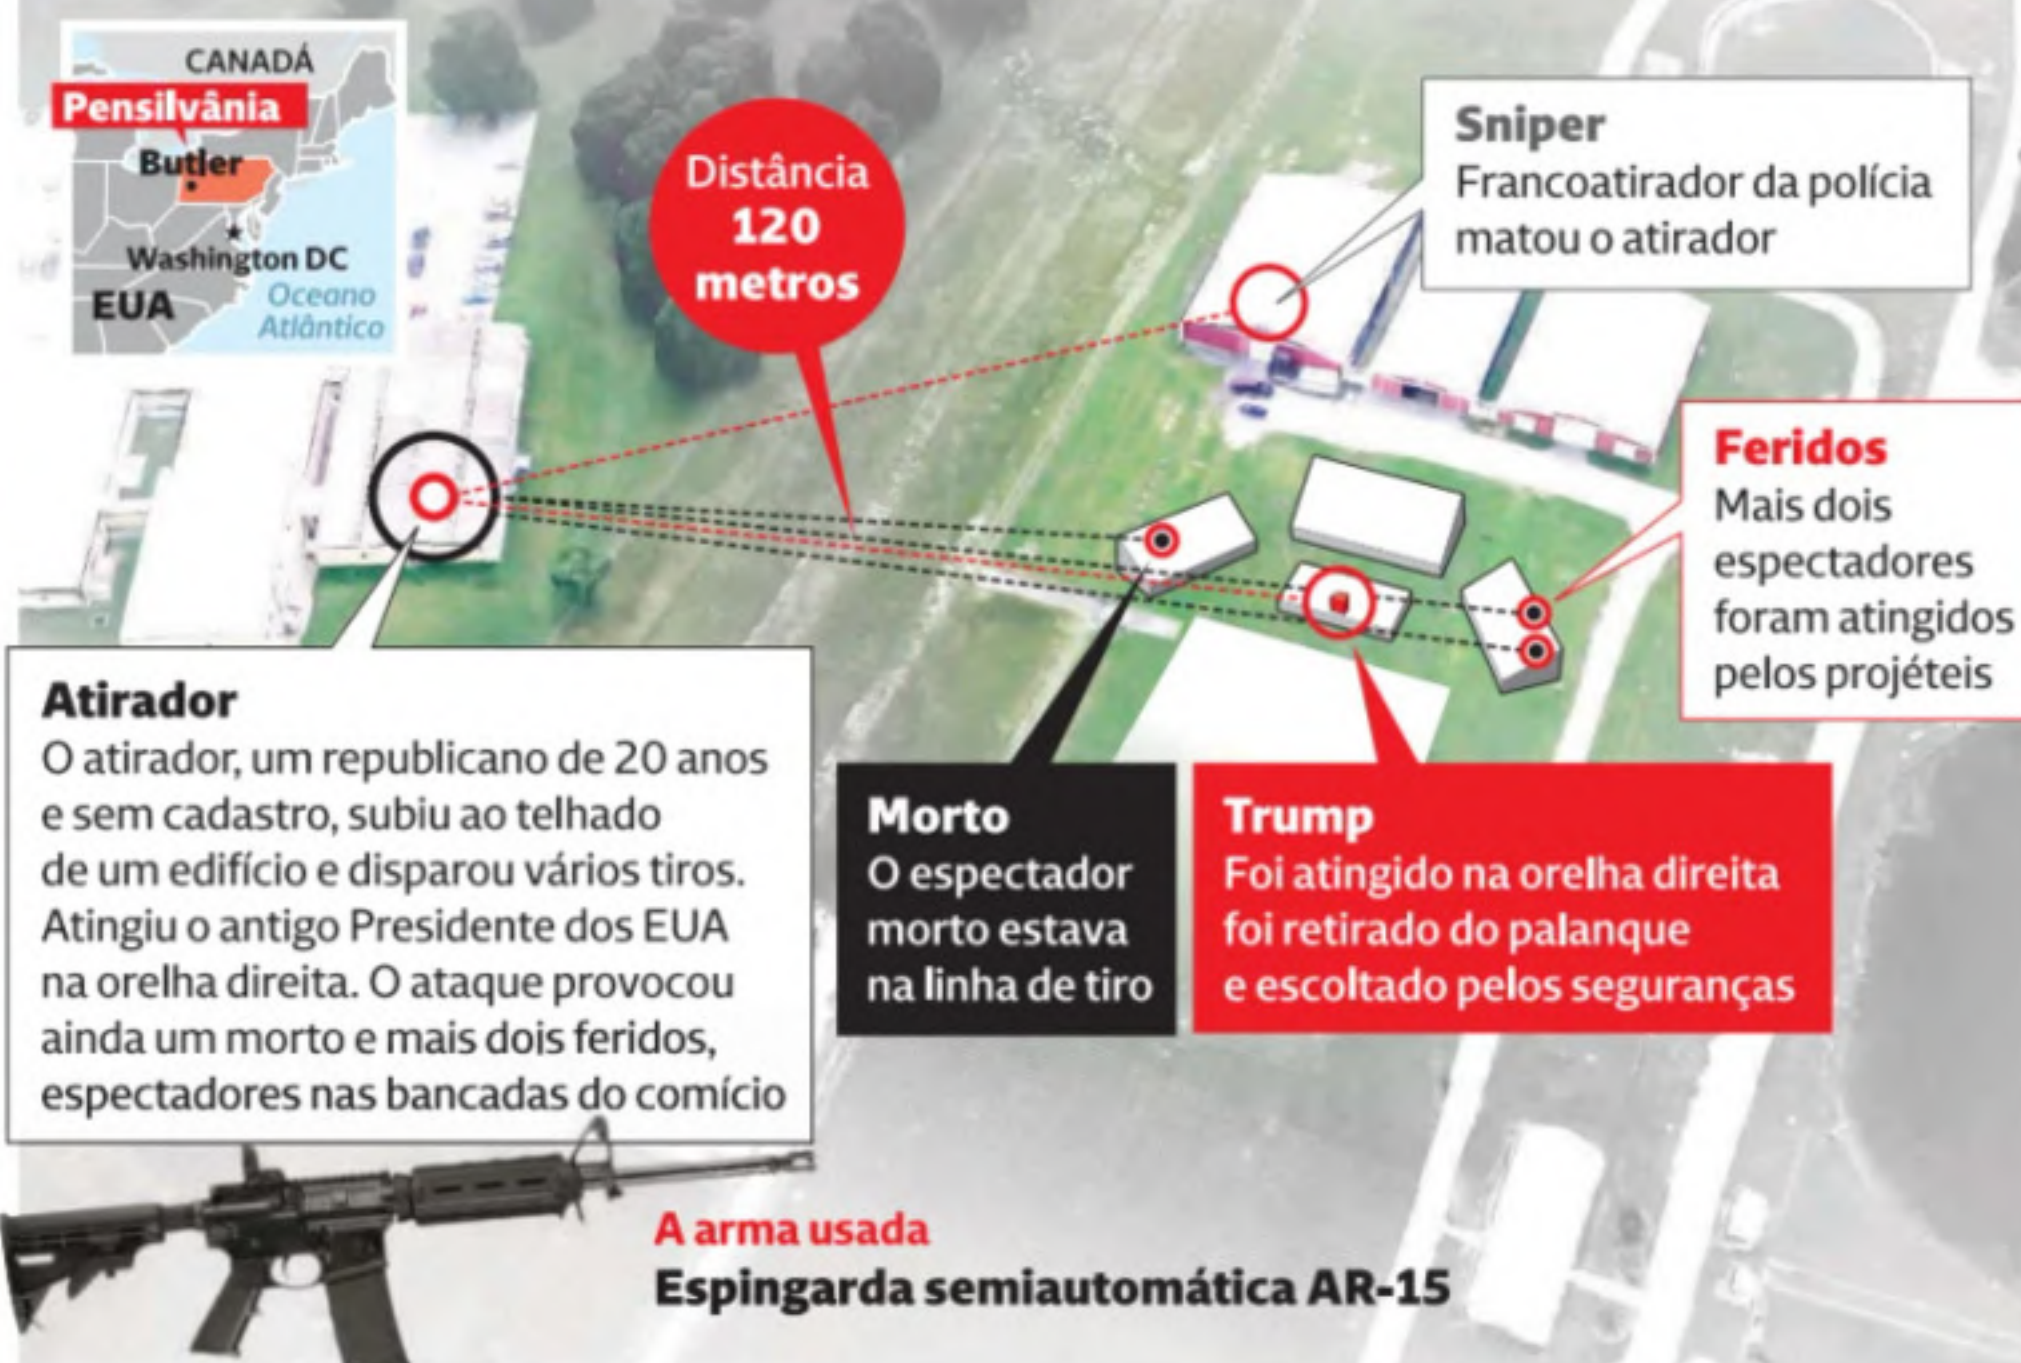 CANADÁ
Pensilvânia
Butler
Washington DC
EUA
Oceano
Atlântico
Distância
120
metros
Sniper
Francoatirador da polícia
matou o atirador
Feridos
Mais dois
espectadores
foram atingidos
pelos projéteis
Atirador
O atirador, um republicano de 20 anos
e sem cadastro, subiu ao telhado
de um edifício e disparou vários tiros.
Atingiu o antigo Presidente dos EUA
na orelha direita. O ataque provocou
ainda um morto e mais dois feridos,
espectadores nas bancadas do comício
Morto
O espectador
morto estava
na linha de tiro
Trump
Foi atingido na orelha direita
foi retirado do palanque
e escoltado pelos seguranças
A arma usada
Espingarda semiautomática AR-15